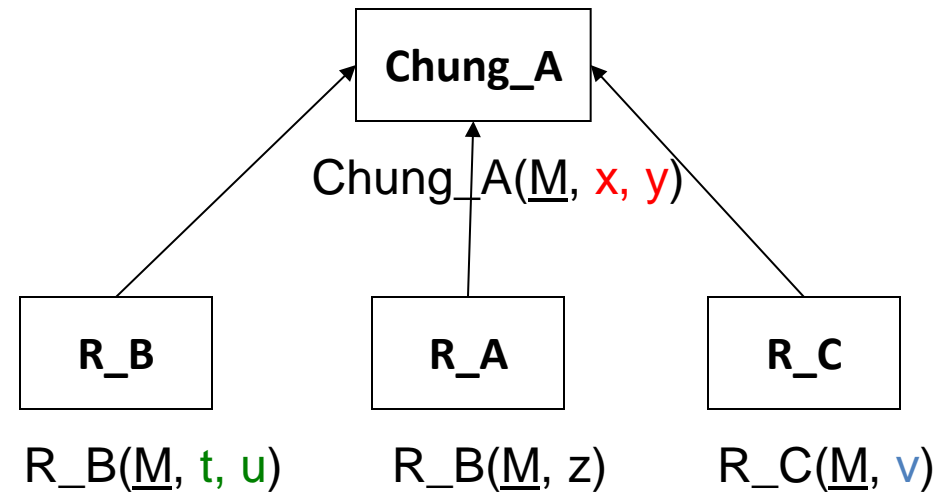 Chung_A
Chung_A(M, x, y)
R_B
R_A
R_C
R_B(M, t, u)
R_B(M, z)
R_C(M, v)